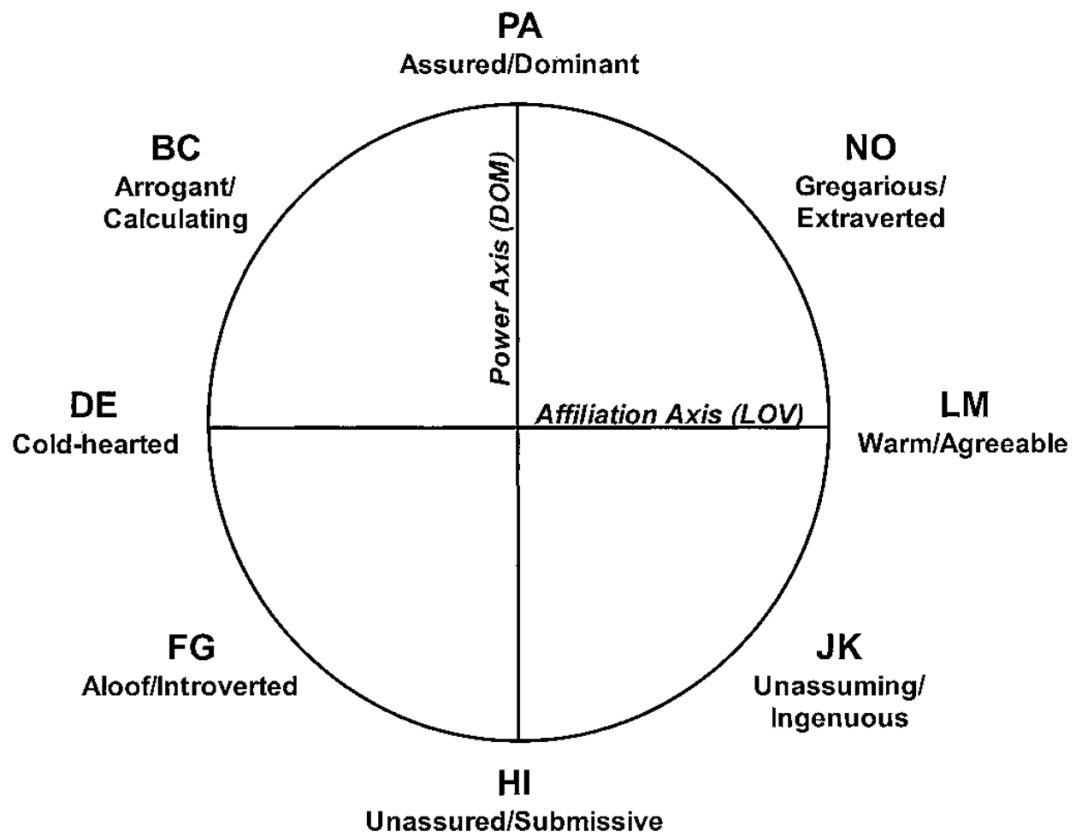 PA
Assured/Dominant
BC
Arrogant/
Calculating
NO
Gregarious/
Extraverted
Power Axis (DOM)
DE
Cold-hearted
Affiliation Axis (LOV)
LM
Warm/Agreeable
FG
Aloof/Introverted
JK
Unassuming/
Ingenuous
HI
Unassured/Submissive